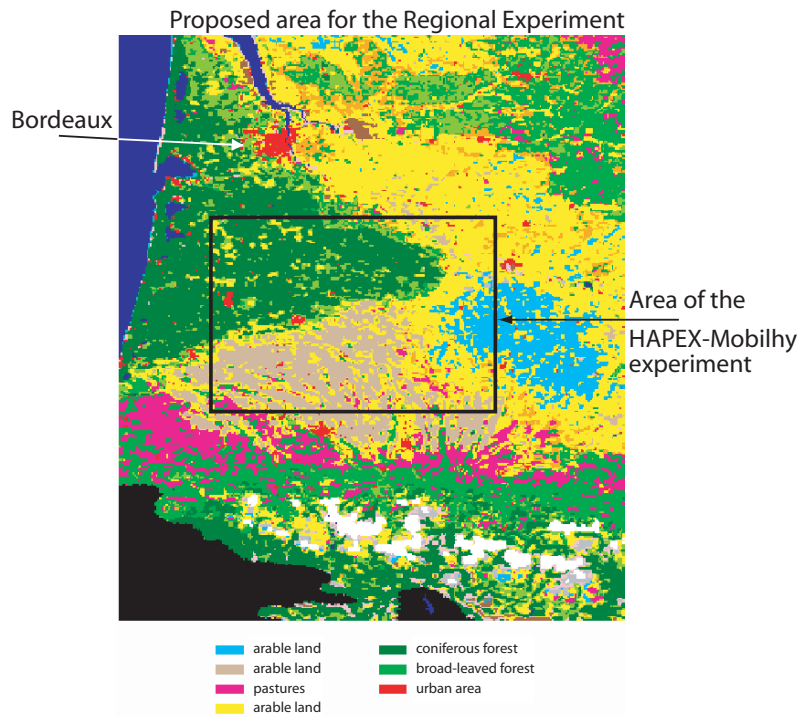 Proposed area for the Regional Experiment
Bordeaux
Area of the
HAPEX-Mobilhy
experiment
arable land
arable land
pastures
arable land
coniferous forest
broad-leaved forest
urban area